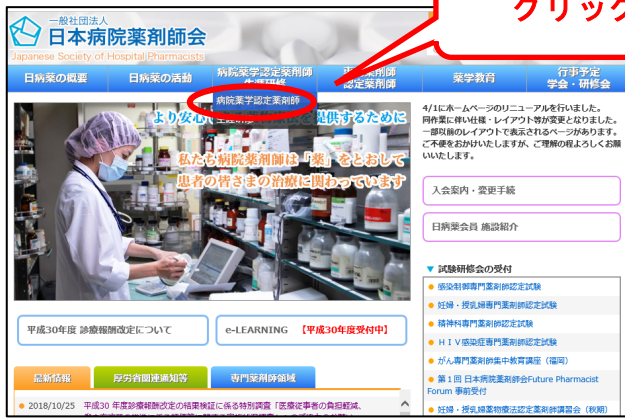 クリック
一般社団法人
日本病院薬剤師会
Japanese Society of Hospital Pharmacists
日病薬の概要
日病薬の活動
病院薬学認定薬剤師
認定薬剤師
薬学教育
行事予定
学会・研修会
病院薬学認定薬剤師
より安心
提供するために
私たち病院薬剤師は「薬」をとおして
患者の皆さまの治療に関わっています
4/1にホームページのリニューアルを行いました。
同作業に伴い仕様・レイアウト等が変更となりました。
一部以前のレイアウトで表示されるページがあります。
ご不便をおかけいたしますが、ご理解の程よろしくお願
いいたします。
入会案内・変更手続
日病薬会員 施設紹介
▼ 試験研修会の受付
感染制御専門薬剤師認定試験
妊婦・授乳婦専門薬剤師認定試験
精神科専門薬剤師認定試験
ＨＩＶ感染症専門薬剤師認定試験
がん専門薬剤師集中教育講座（福岡）
第１回 日本病院薬剤師会Future Pharmacist
Forum 事前受付
妊婦・授乳婦薬物療法認定薬剤師講習会（秋期）
平成30年度 診療報酬改定について
e-LEARNING 【平成30年度受付中】
最新情報
厚労省関連通知等
専門薬剤師領域
2018/10/25 平成30 年度診療報酬改定の結果検証に係る特別調査「医療従事者の負担軽減、